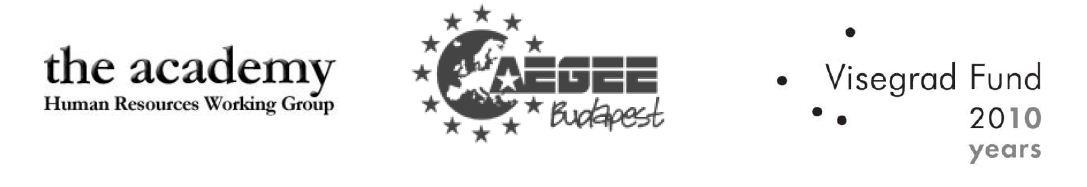 the academy
Human Resources Working Group
AEGEE
Budapest
Visegrad Fund
2010
years